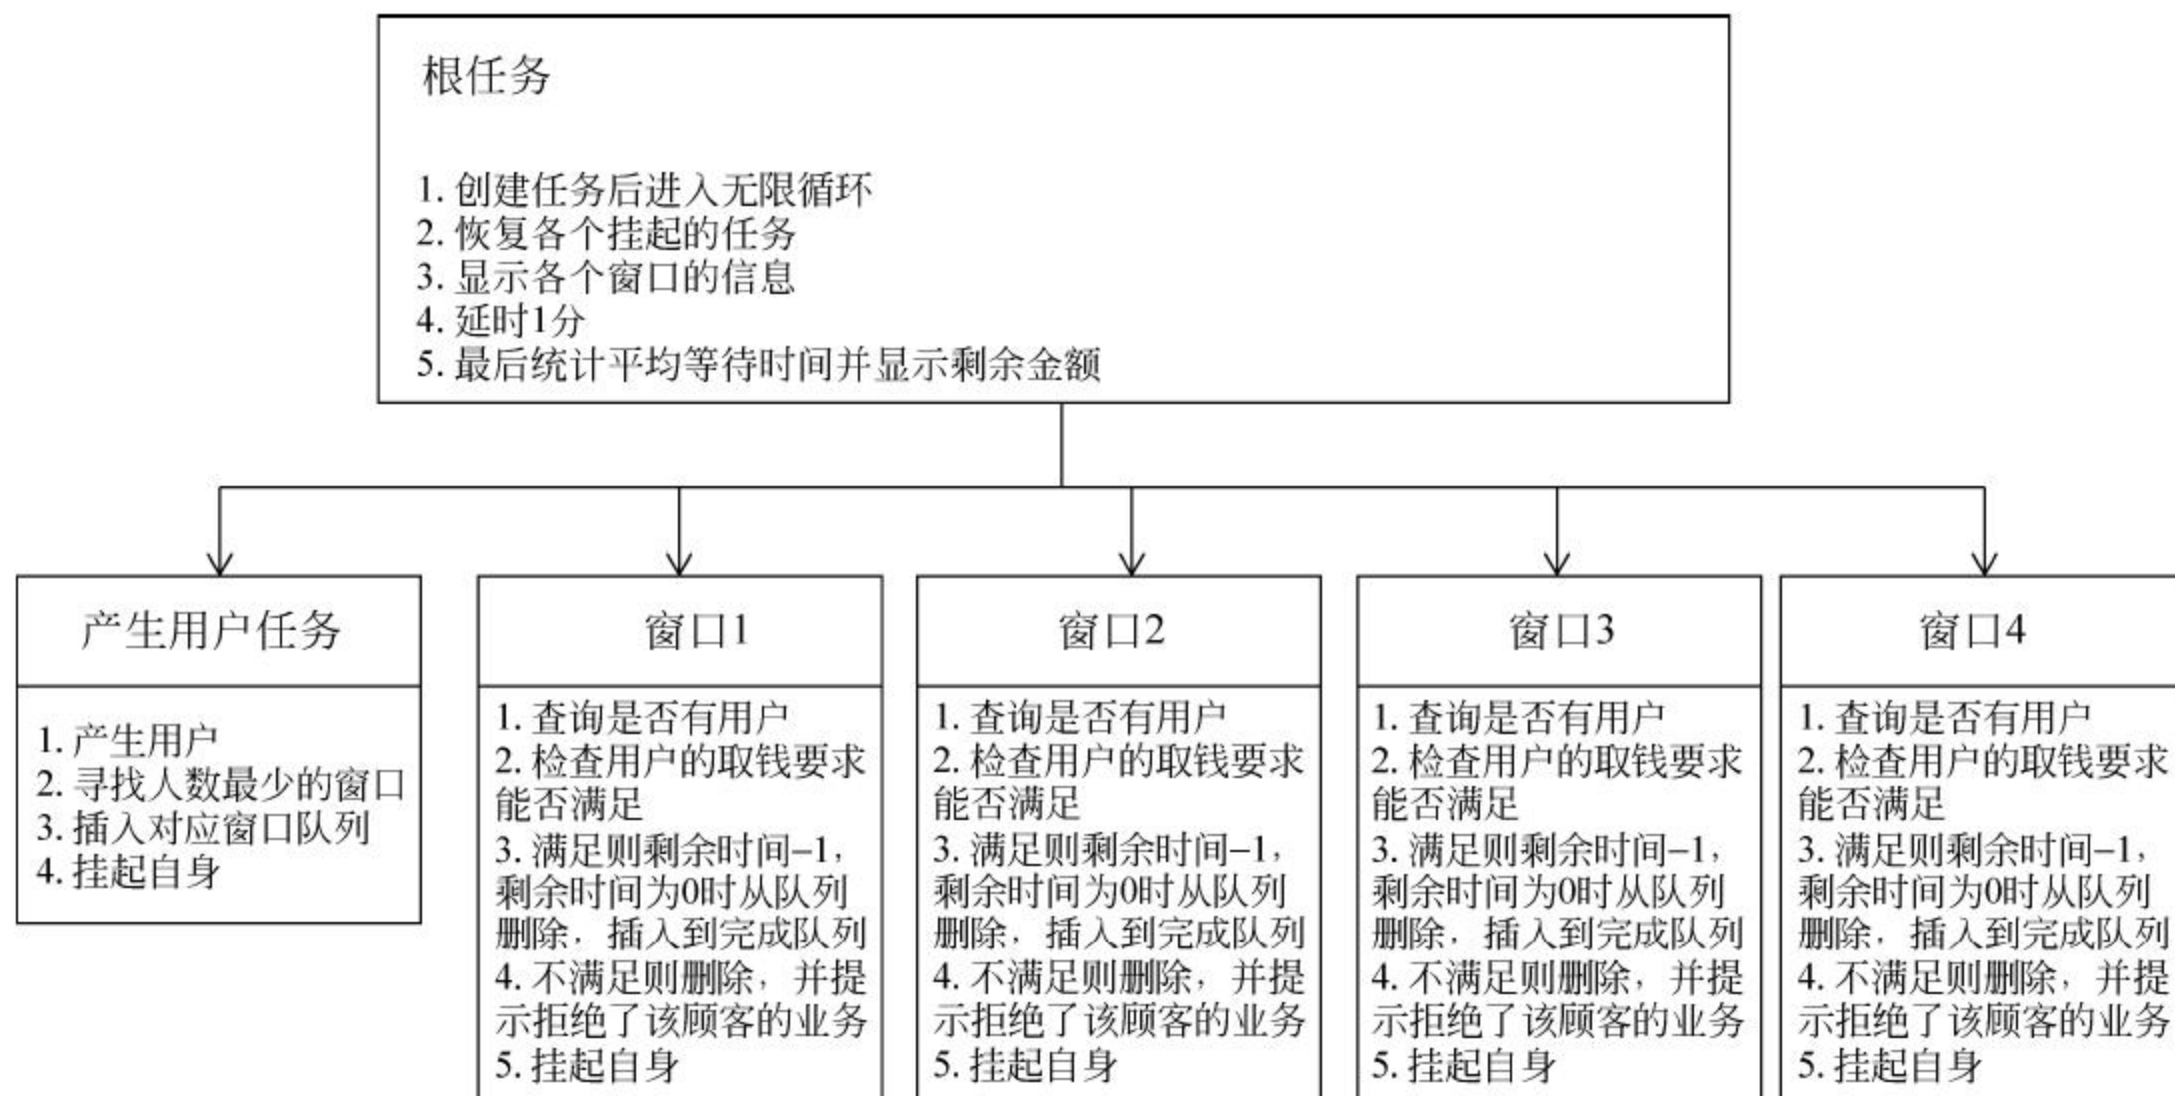 根任务
1. 创建任务后进入无限循环
2. 恢复各个挂起的任务
3. 显示各个窗口的信息
4. 延时1分
5. 最后统计平均等待时间并显示剩余金额
产生用户任务
1. 产生用户
2. 寻找人数最少的窗口
3. 插入对应窗口队列
4. 挂起自身
窗口1
1. 查询是否有用户
2. 检查用户的取钱要求
能否满足
3. 满足则剩余时间–1，
剩余时间为0时从队列
删除，插入到完成队列
4. 不满足则删除，并提
示拒绝了该顾客的业务
5. 挂起自身
窗口2
1. 查询是否有用户
2. 检查用户的取钱要求
能否满足
3. 满足则剩余时间–1，
剩余时间为0时从队列
删除，插入到完成队列
4. 不满足则删除，并提
示拒绝了该顾客的业务
5. 挂起自身
窗口3
1. 查询是否有用户
2. 检查用户的取钱要求
能否满足
3. 满足则剩余时间–1，
剩余时间为0时从队列
删除，插入到完成队列
4. 不满足则删除，并提
示拒绝了该顾客的业务
5. 挂起自身
窗口4
1. 查询是否有用户
2. 检查用户的取钱要求
能否满足
3. 满足则剩余时间–1，
剩余时间为0时从队列
删除，插入到完成队列
4. 不满足则删除，并提
示拒绝了该顾客的业务
5. 挂起自身